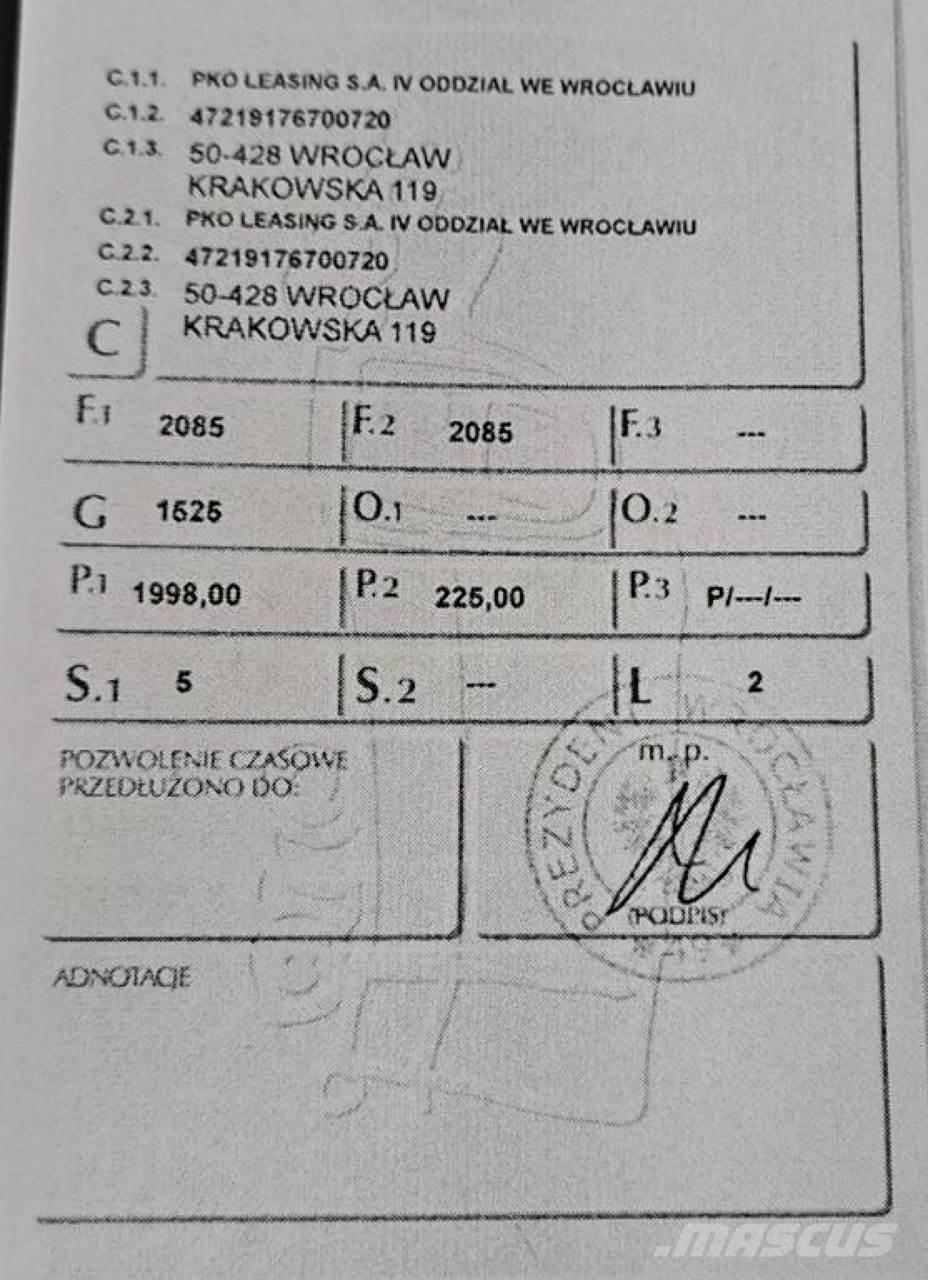 C.1.1. PKO LEASING S.A. IV ODDZIAŁ WE WROCŁAWIU
C.1.2. 47219176700720
C.1.3. 50-428 WROCŁAW
KRAKOWSKA 119
C.2.1. PKO LEASING S.A. IV ODDZIAŁ WE WROCŁAWIU
C.2.2. 47219176700720
C.2.3. 50-428 WROCŁAW
C KRAKOWSKA 119
F.1 2085 F.2 2085 F.3 ---
G 1525 O.1 --- O.2 ---
P.1 1998,00 P.2 225,00 P.3 P/---/---
S.1 5 S.2 --- L 2
POZWOLENIE CZASOWE
PRZEDŁUŻONO DO:
m. p.
PREZYDENT WROCŁAWIA
(PODPIS)
ADNOTACJE
.MASCUS